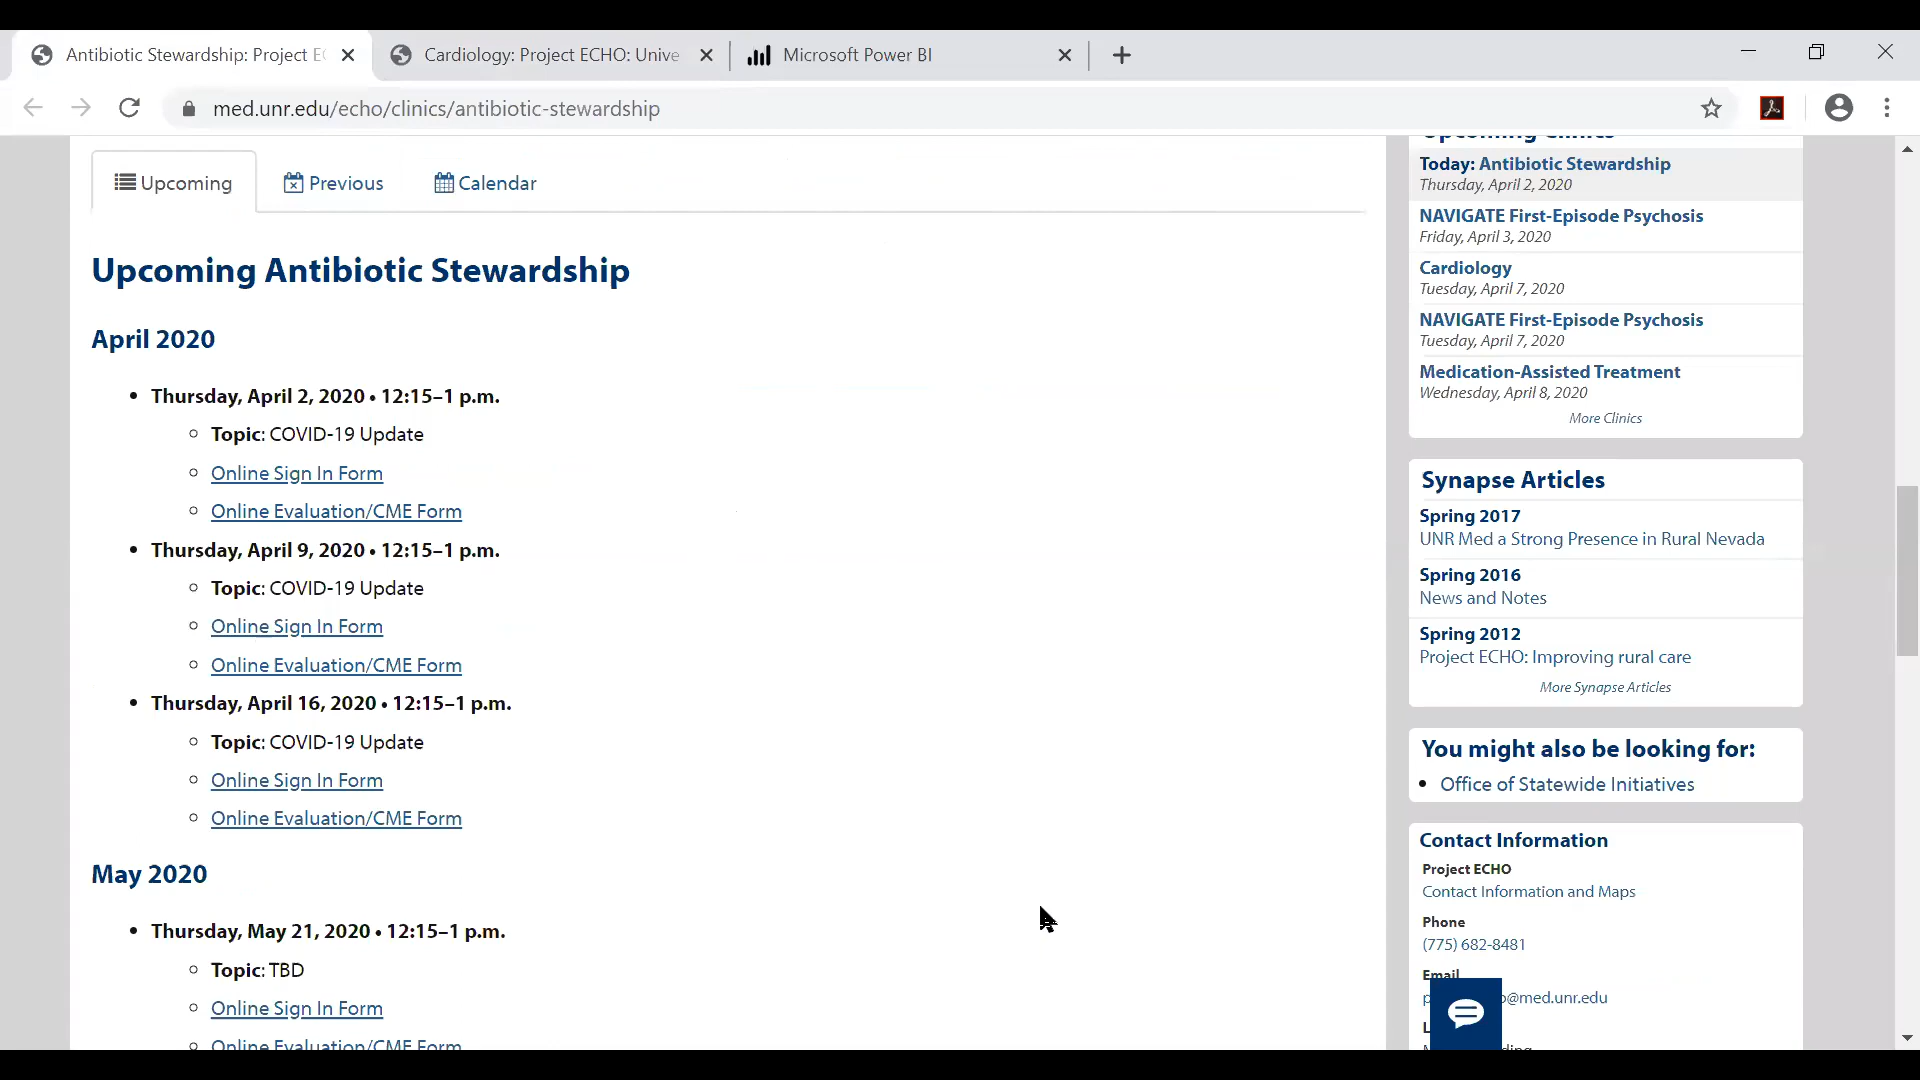 Antibiotic Stewardship: Project E
Cardiology: Project ECHO: Unive
Microsoft Power BI
med.unr.edu/echo/clinics/antibiotic-stewardship
Upcoming
Previous
Calendar
Upcoming Antibiotic Stewardship
April 2020
Thursday, April 2, 2020 • 12:15–1 p.m.
Topic: COVID-19 Update
Online Sign In Form
Online Evaluation/CME Form
Thursday, April 9, 2020 • 12:15–1 p.m.
Topic: COVID-19 Update
Online Sign In Form
Online Evaluation/CME Form
Thursday, April 16, 2020 • 12:15–1 p.m.
Topic: COVID-19 Update
Online Sign In Form
Online Evaluation/CME Form
May 2020
Thursday, May 21, 2020 • 12:15–1 p.m.
Topic: TBD
Online Sign In Form
Online Evaluation/CME Form
Upcoming Clinics
Today: Antibiotic Stewardship
Thursday, April 2, 2020
NAVIGATE First-Episode Psychosis
Friday, April 3, 2020
Cardiology
Tuesday, April 7, 2020
NAVIGATE First-Episode Psychosis
Tuesday, April 7, 2020
Medication-Assisted Treatment
Wednesday, April 8, 2020
More Clinics
Synapse Articles
Spring 2017
UNR Med a Strong Presence in Rural Nevada
Spring 2016
News and Notes
Spring 2012
Project ECHO: Improving rural care
More Synapse Articles
You might also be looking for:
Office of Statewide Initiatives
Contact Information
Project ECHO
Contact Information and Maps
Phone
(775) 682-8481
Email
@med.unr.edu